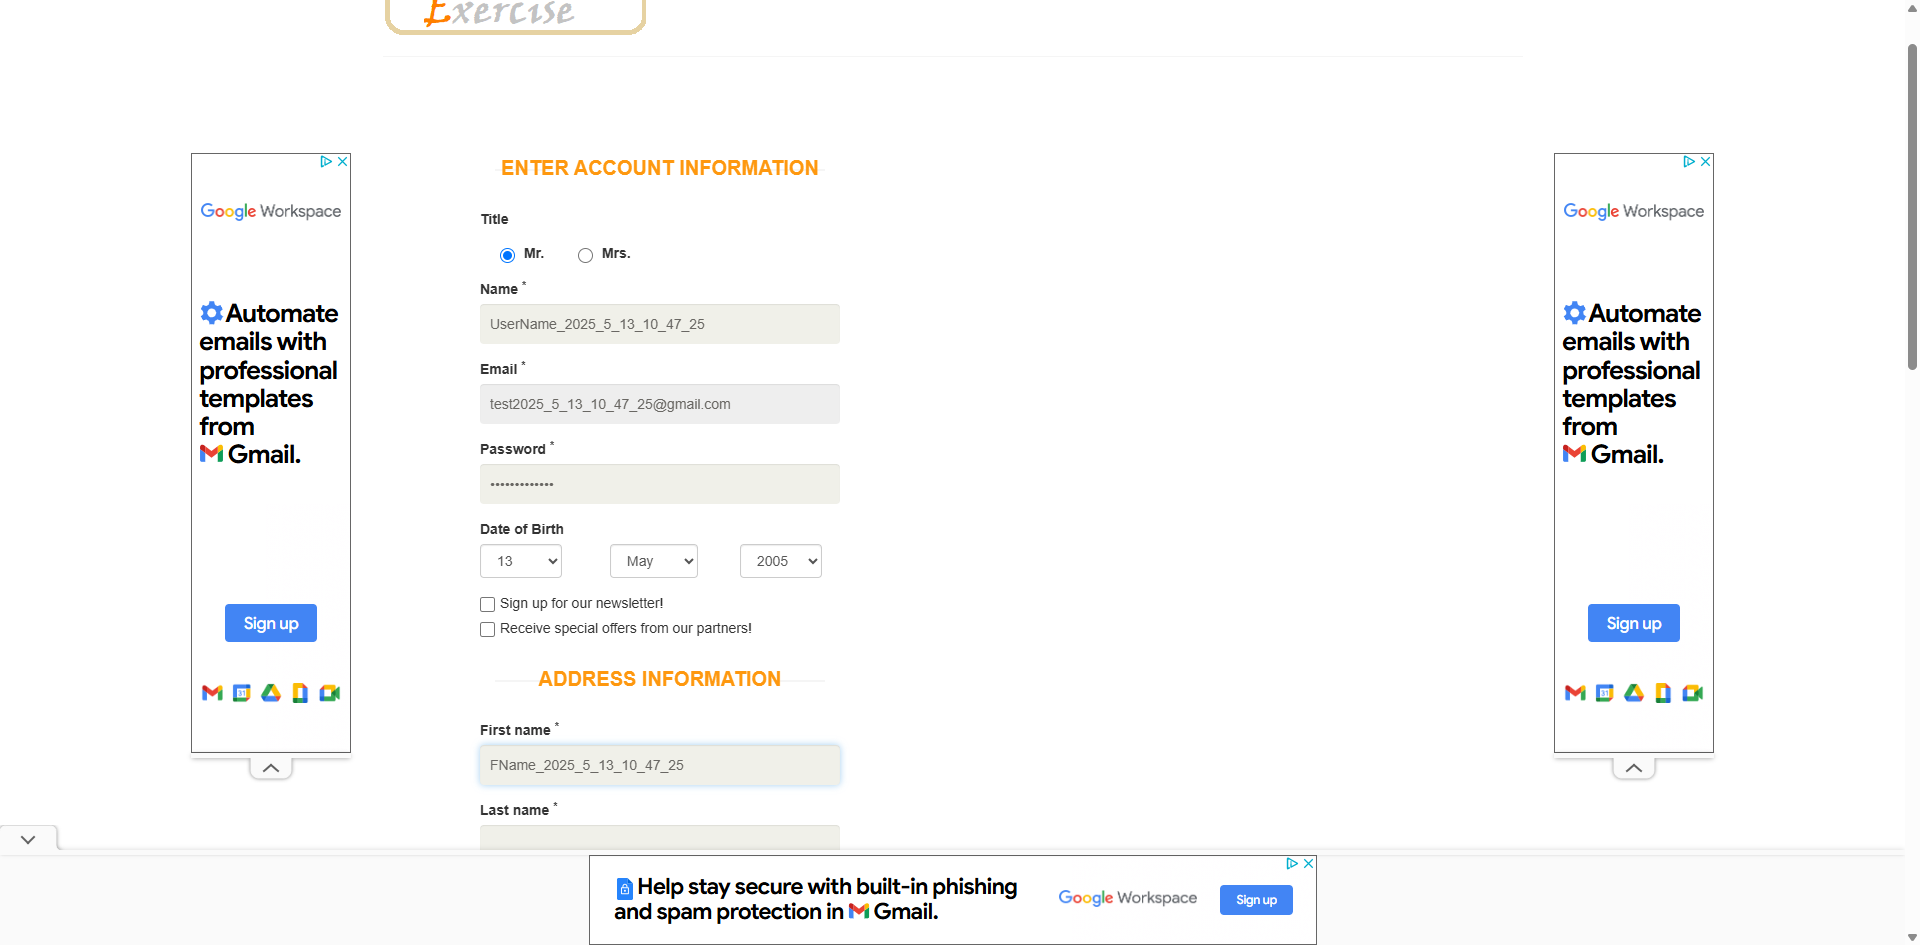 Exercise
ENTER ACCOUNT INFORMATION
Title
Mr.
Mrs.
Name *
UserName_2025_5_13_10_47_25
Email *
test2025_5_13_10_47_25@gmail.com
Password *
•••••••••••••
Date of Birth
13
May
2005
Sign up for our newsletter!
Receive special offers from our partners!
ADDRESS INFORMATION
First name *
FName_2025_5_13_10_47_25
Last name *
Google Workspace
Automate
emails with
professional
templates
from
Gmail.
Sign up
31
Google Workspace
Automate
emails with
professional
templates
from
Gmail.
Sign up
31
Help stay secure with built-in phishing
and spam protection in Gmail.
Google Workspace
Sign up